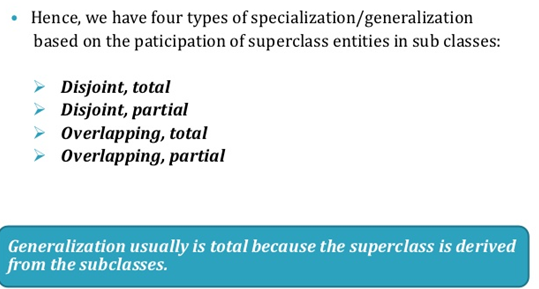 • Hence, we have four types of specialization/generalization
based on the paticipation of superclass entities in sub classes:
➢ Disjoint, total
➢ Disjoint, partial
➢ Overlapping, total
➢ Overlapping, partial
Generalization usually is total because the superclass is derived
from the subclasses.